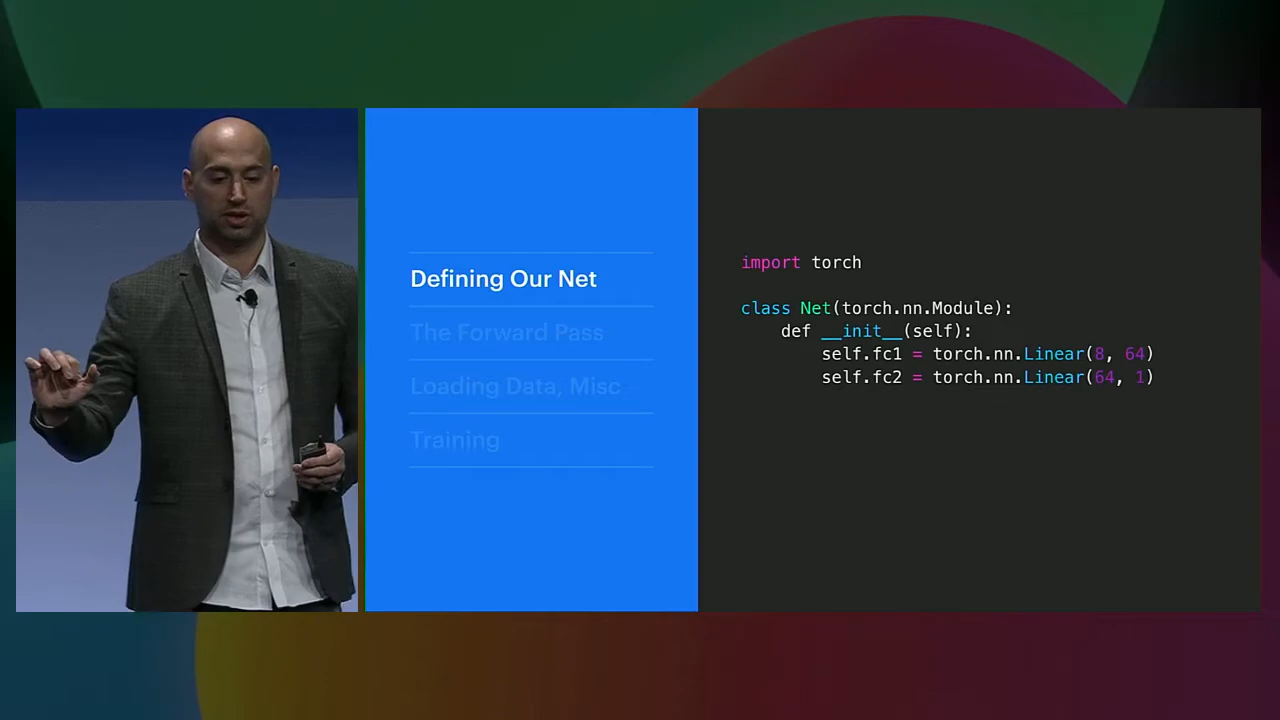 Defining Our Net
The Forward Pass
Loading Data, Misc
Training
import torch
class Net(torch.nn.Module):
    def __init__(self):
        self.fc1 = torch.nn.Linear(8, 64)
        self.fc2 = torch.nn.Linear(64, 1)